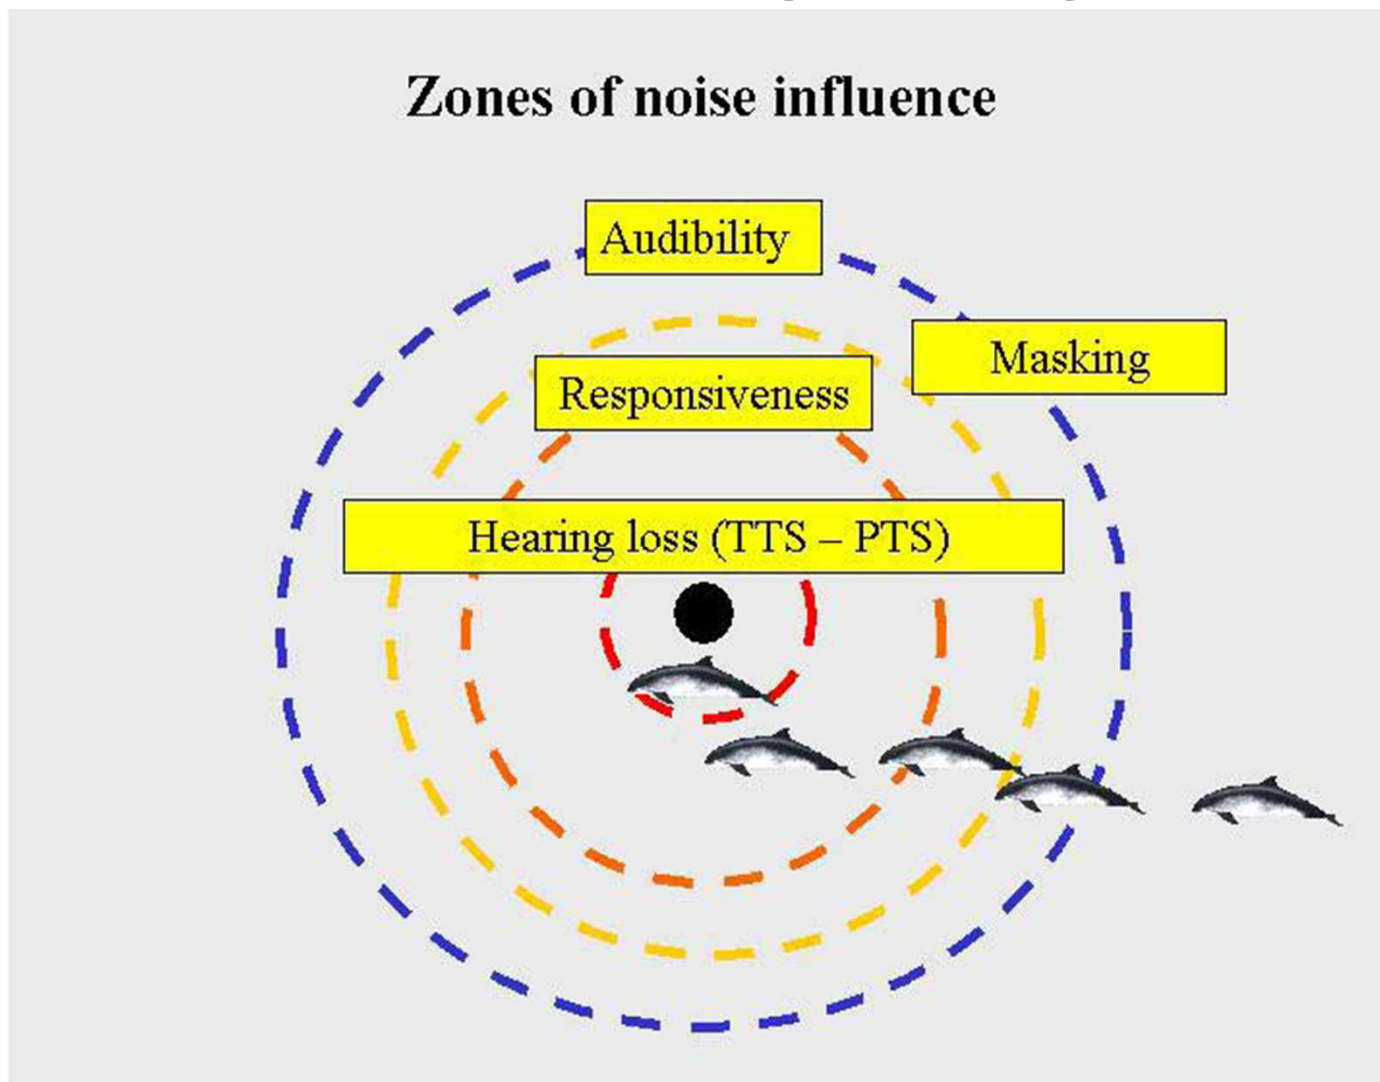 Zones of noise influence
Audibility
Masking
Responsiveness
Hearing loss (TTS – PTS)